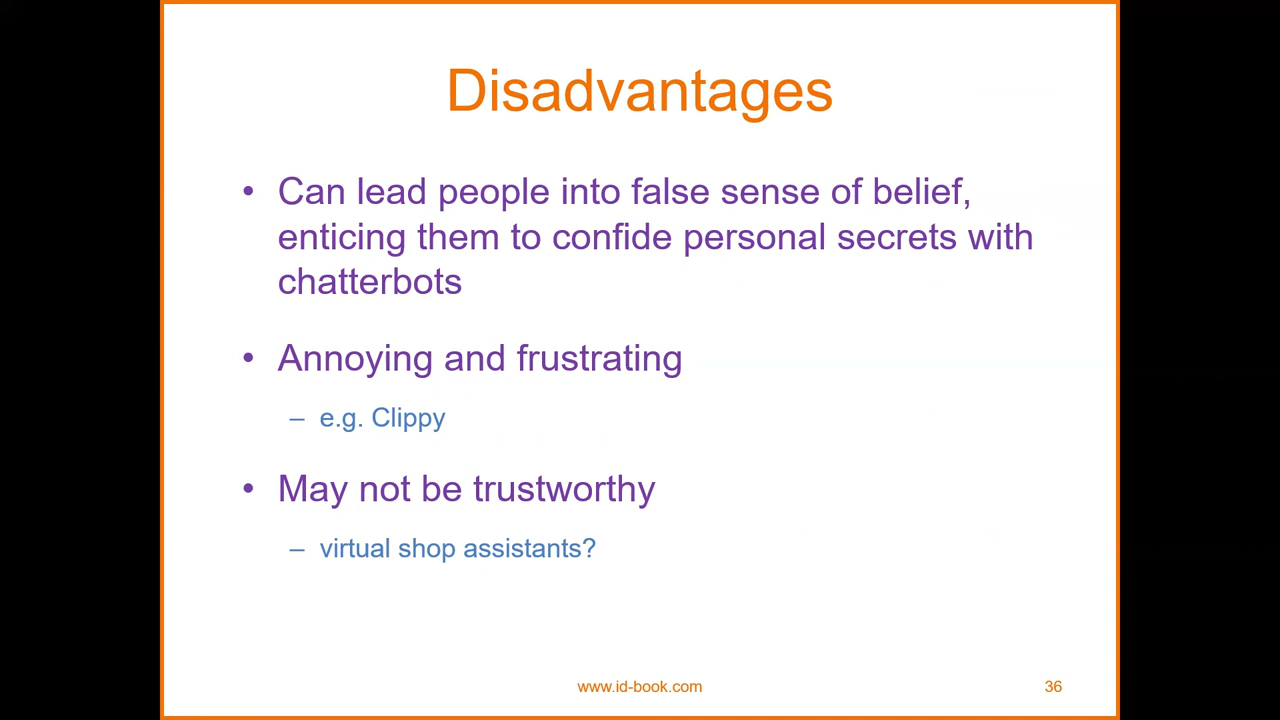 Disadvantages
• Can lead people into false sense of belief,
enticing them to confide personal secrets with
chatterbots
• Annoying and frustrating
– e.g. Clippy
• May not be trustworthy
– virtual shop assistants?
www.id-book.com
36